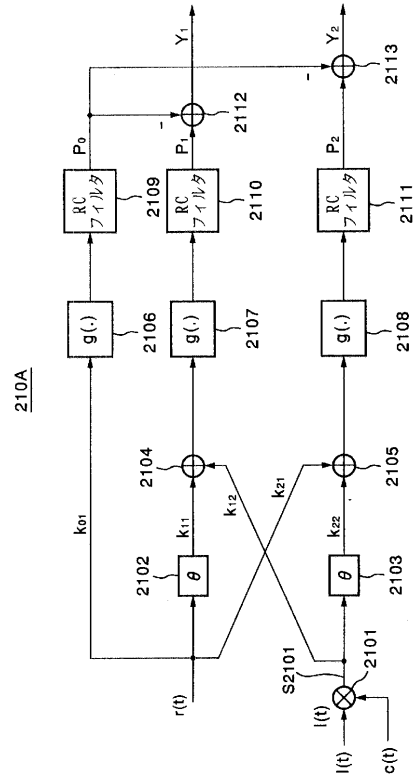 210A
k01
P0
Y1
g(.)
2106
RC
フィルタ
2109
-
r(t)
θ
2102
k11
2104
g(.)
2107
RC
フィルタ
2110
P1
-
2112
k12
k21
Y2
l(t)
l(t)
c(t)
2101
S2101
θ
2103
k22
2105
g(.)
2108
RC
フィルタ
2111
P2
-
2113